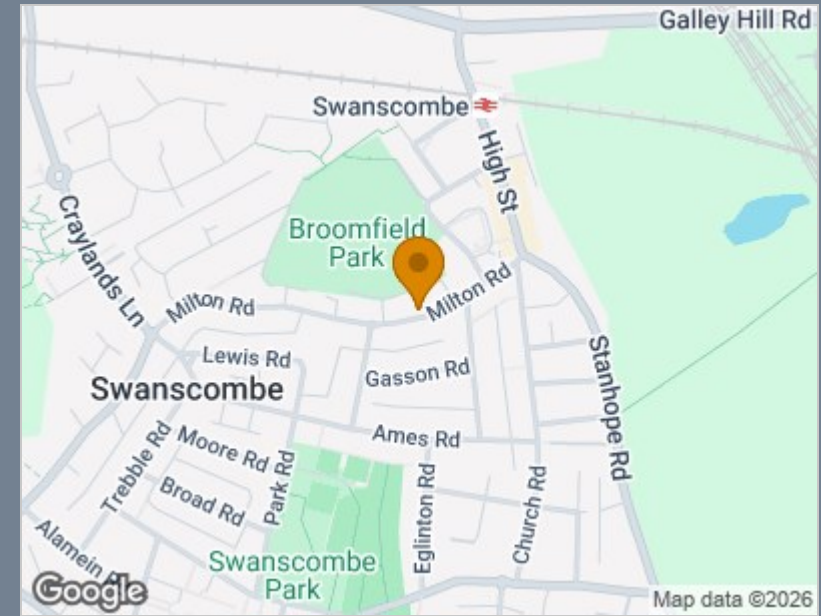 Galley Hill Rd
Swanscombe
High St
Broomfield
Park
Craylands Ln
Milton Rd
Milton Rd
Lewis Rd
Gasson Rd
Stanhope Rd
Swanscombe
Ames Rd
Moore Rd
Trebble Rd
Park Rd
Broad Rd
Eglinton Rd
Church Rd
Alamein
Swanscombe
Park
Google
Map data ©2026